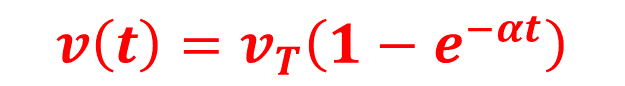 v(t) = v_T(1 − e^{−αt})